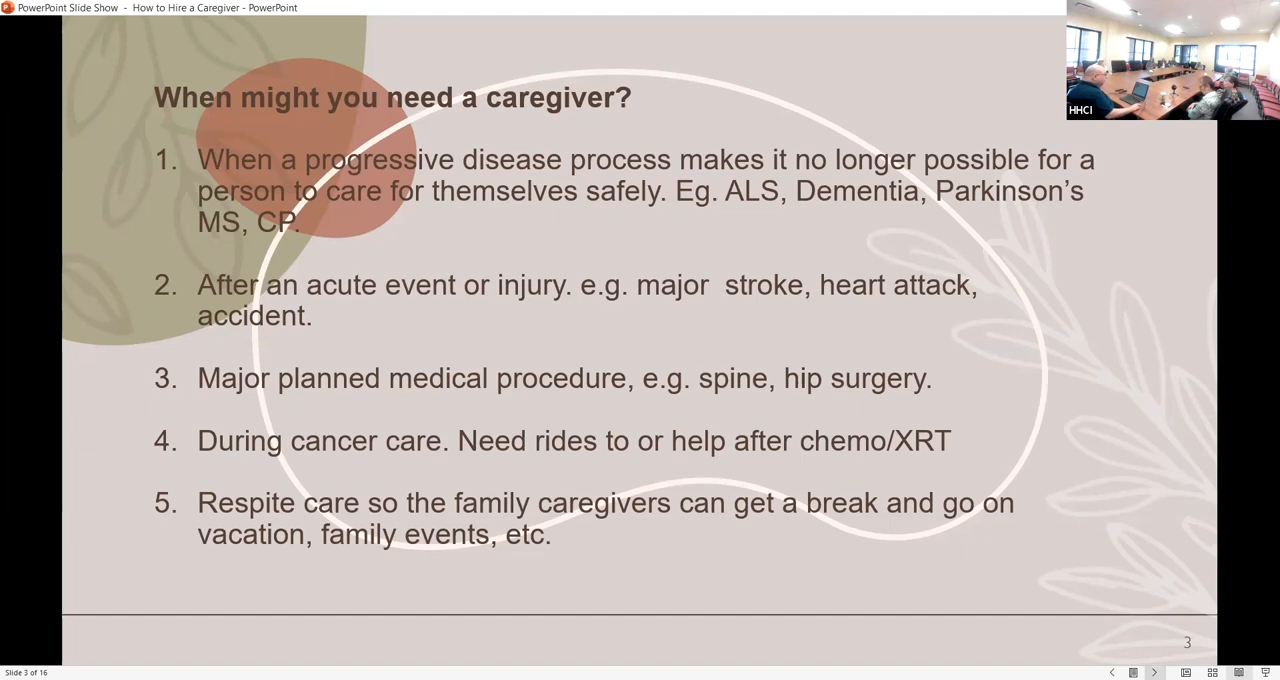 PowerPoint Slide Show - How to Hire a Caregiver - PowerPoint
HHCI
When might you need a caregiver?
1. When a progressive disease process makes it no longer possible for a
person to care for themselves safely. Eg. ALS, Dementia, Parkinson's
MS, CP.
2. After an acute event or injury. e.g. major  stroke, heart attack,
accident.
3. Major planned medical procedure, e.g. spine, hip surgery.
4. During cancer care. Need rides to or help after chemo/XRT
5. Respite care so the family caregivers can get a break and go on
vacation, family events, etc.
3
Slide 3 of 16